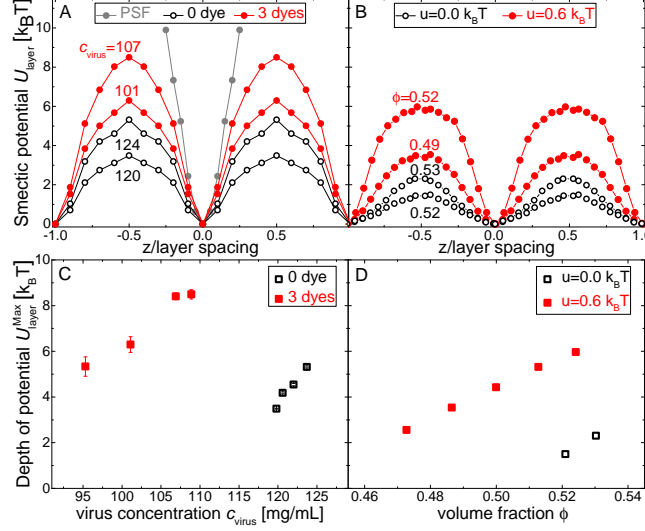 A
PSF
0 dye
3 dyes
B
u=0.0 k_BT
u=0.6 k_BT
Smectic potential U_layer [k_BT]
10
8
6
4
2
0
c_virus=107
101
124
120
ϕ=0.52
0.49
0.53
0.52
-1.0
-0.5
0.0
0.5
-0.5
0
0.5
1.0
z/layer spacing
z/layer spacing
C
0 dye
3 dyes
D
u=0.0 k_BT
u=0.6 k_BT
Depth of potential U_layer^Max [k_BT]
10
8
6
4
2
0
95
100
105
110
115
120
125
0.46
0.48
0.50
0.52
0.54
virus concentration c_virus [mg/mL]
volume fraction ϕ